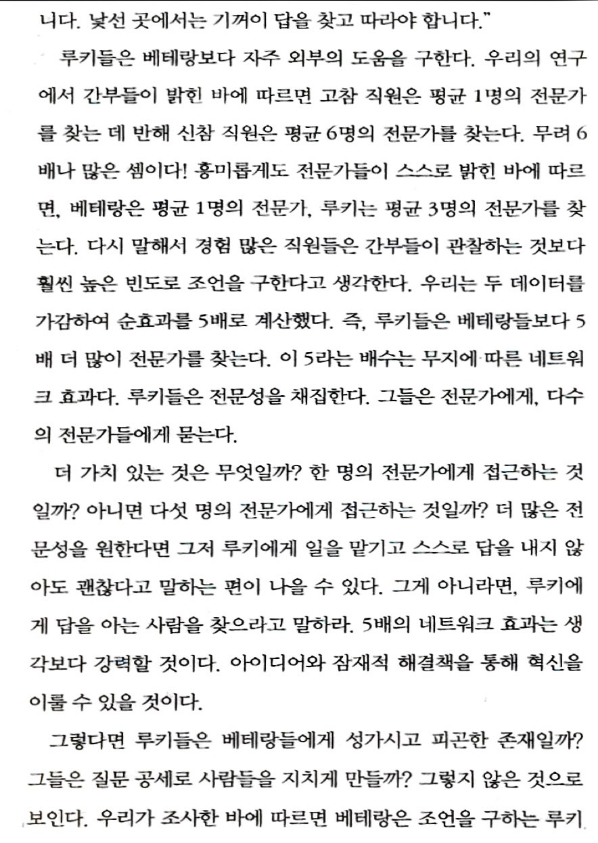 니다. 낯선 곳에서는 기꺼이 답을 찾고 따라야 합니다.”
루키들은 베테랑보다 자주 외부의 도움을 구한다. 우리의 연구
에서 간부들이 밝힌 바에 따르면 고참 직원은 평균 1명의 전문가
를 찾는 데 반해 신참 직원은 평균 6명의 전문가를 찾는다. 무려 6
배나 많은 셈이다! 흥미롭게도 전문가들이 스스로 밝힌 바에 따르
면, 베테랑은 평균 1명의 전문가, 루키는 평균 3명의 전문가를 찾
는다. 다시 말해서 경험 많은 직원들은 간부들이 관찰하는 것보다
훨씬 높은 빈도로 조언을 구한다고 생각한다. 우리는 두 데이터를
가감하여 순효과를 5배로 계산했다. 즉, 루키들은 베테랑들보다 5
배 더 많이 전문가를 찾는다. 이 5라는 배수는 무지에 따른 네트워
크 효과다. 루키들은 전문성을 채집한다. 그들은 전문가에게, 다수
의 전문가들에게 묻는다.
더 가치 있는 것은 무엇일까? 한 명의 전문가에게 접근하는 것
일까? 아니면 다섯 명의 전문가에게 접근하는 것일까? 더 많은 전
문성을 원한다면 그저 루키에게 일을 맡기고 스스로 답을 내지 않
아도 괜찮다고 말하는 편이 나을 수 있다. 그게 아니라면, 루키에
게 답을 아는 사람을 찾으라고 말하라. 5배의 네트워크 효과는 생
각보다 강력할 것이다. 아이디어와 잠재적 해결책을 통해 혁신을
이룰 수 있을 것이다.
그렇다면 루키들은 베테랑들에게 성가시고 피곤한 존재일까?
그들은 질문 공세로 사람들을 지치게 만들까? 그렇지 않은 것으로
보인다. 우리가 조사한 바에 따르면 베테랑은 조언을 구하는 루키